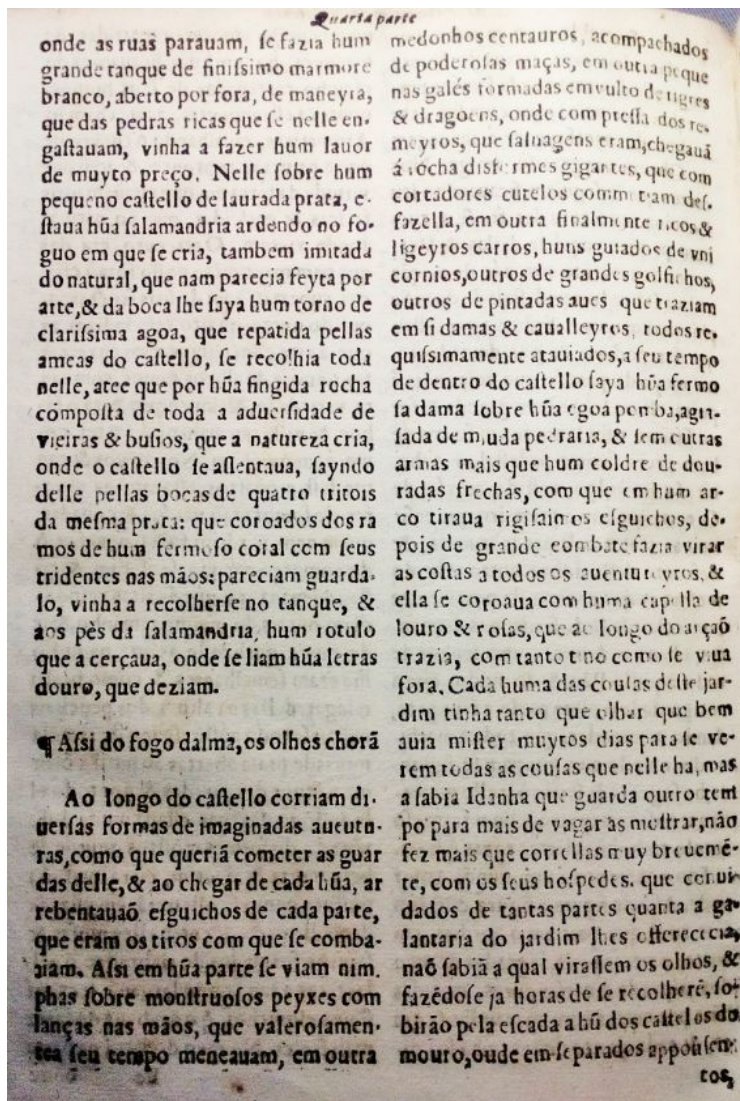 Quarta parte
onde as ruas parauam, ſe fazia hum
grande tanque de finiſsimo marmore
branco, aberto por fora, de maneyra,
que das pedras ricas que ſe nelle en-
gaſtauam, vinha a fazer hum lauor
de muyto preço. Nelle ſobre hum
pequeno caſtello de laurada prata, e-
ſtaua hũa ſalamandria ardendo no fo-
guo em que ſe cria, tambem imitada
do natural, que nam parecia feyta por
arte,& da boca lhe ſaya hum torno de
clariſsima agoa, que repatida pellas
ameas do caſtello, ſe recolhia toda
nelle, atee que por hũa fingida rocha
compoſta de toda a aduerſidade de
vieiras & buſios, que a natureza cria,
onde o caſtello ſe aſſentaua, ſayndo
delle pellas bocas de quatro tritois
da meſma prata: que coroados dos ra
mos de hum fermoſo coral com ſeus
tridentes nas mãos: pareciam guarda-
lo, vinha a recolherſe no tanque, &
aos pès da ſalamandria, hum rotulo
que a cerçaua, onde ſe liam hũa letras
douro, que deziam.
¶ Aſsi do fogo dalma, os olhos chorã
Ao longo do caſtello corriam di-
uerſas formas de imaginadas auentu-
ras, como que queriã cometer as guar
das delle, & ao chegar de cada hũa, ar
rebentauaõ eſguichos de cada parte,
que eram os tiros com que ſe comba-
tiam. Aſsi em hũa parte ſe viam nim.
phas ſobre monſtruoſos peyxes com
lanças nas mãos, que valeroſamen-
tea ſeu tempo meneauam, em outra
medonhos centauros, acompachados
de poderoſas maças, em outra peque
nas galés formadas em vulto de tigres
& dragoens, onde com preſſa dos re-
meyros, que ſaluagens eram, chegauã
á rocha disformes gigantes, que com
cortadores cutelos commetiam deſ-
fazella, em outra finalmente ricos &
ligeyros carros, huns guiados de vni
cornios, outros de grandes golfinhos,
outros de pintadas aues que traziam
em ſi damas & caualleyros, todos re-
quiſsimamente atauiados, a ſeu tempo
de dentro do caſtello ſaya hũa fermo
ſa dama ſobre hũa egoa pomba,
ſada de miuda pedraria, & ſem outras
armas mais que hum coldre de dou-
radas frechas, com que em hum ar-
co tiraua eſguichos, de-
pois de grande combate fazia virar
as coſtas a todos os auentureyros, &
ella ſe coroaua com huma capella de
louro & roſas, que ao longo do arçaõ
trazia, com tanto tino como ſe viua
fora. Cada huma das couſas deſte jar-
dim tinha tanto que olhar que bem
auia miſter muytos dias para ſe ve-
rem todas as couſas que nelle ha, mas
a ſabia Idanha que guarda outro tem
po para mais de vagar as moſtrar, não
fez mais que correllas muy breuemẽ-
te, com os ſeus hoſpedes. que conui-
dados de tantas partes quanta a ga-
lantaria do jardim lhes offerecia,
naõ ſabiã a qual viraſſem os olhos, &
fazẽdoſe ja horas de ſe recolherẽ, ſo-
birão pela eſcada a hũ dos caſtelos do
mouro, oude em ſeparados appouſen-
tos,